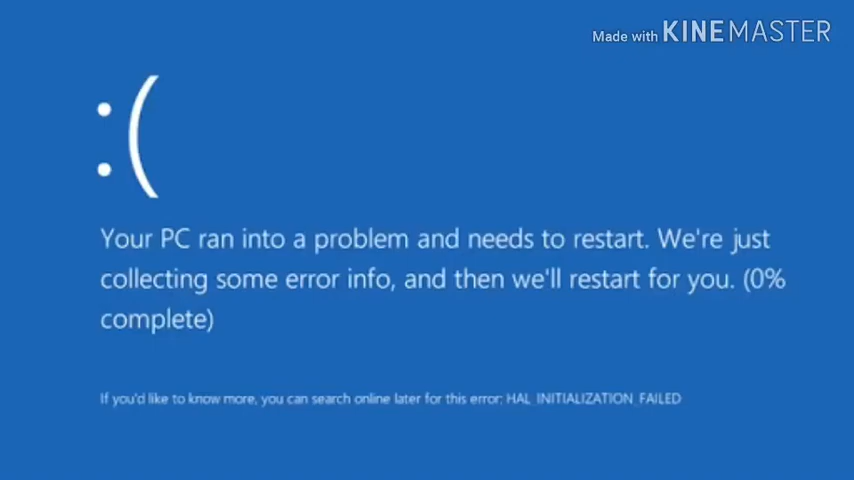 Made with KINEMASTER
:(
Your PC ran into a problem and needs to restart. We're just
collecting some error info, and then we'll restart for you. (0%
complete)
If you'd like to know more, you can search online later for this error: HAL_INITIALIZATION_FAILED